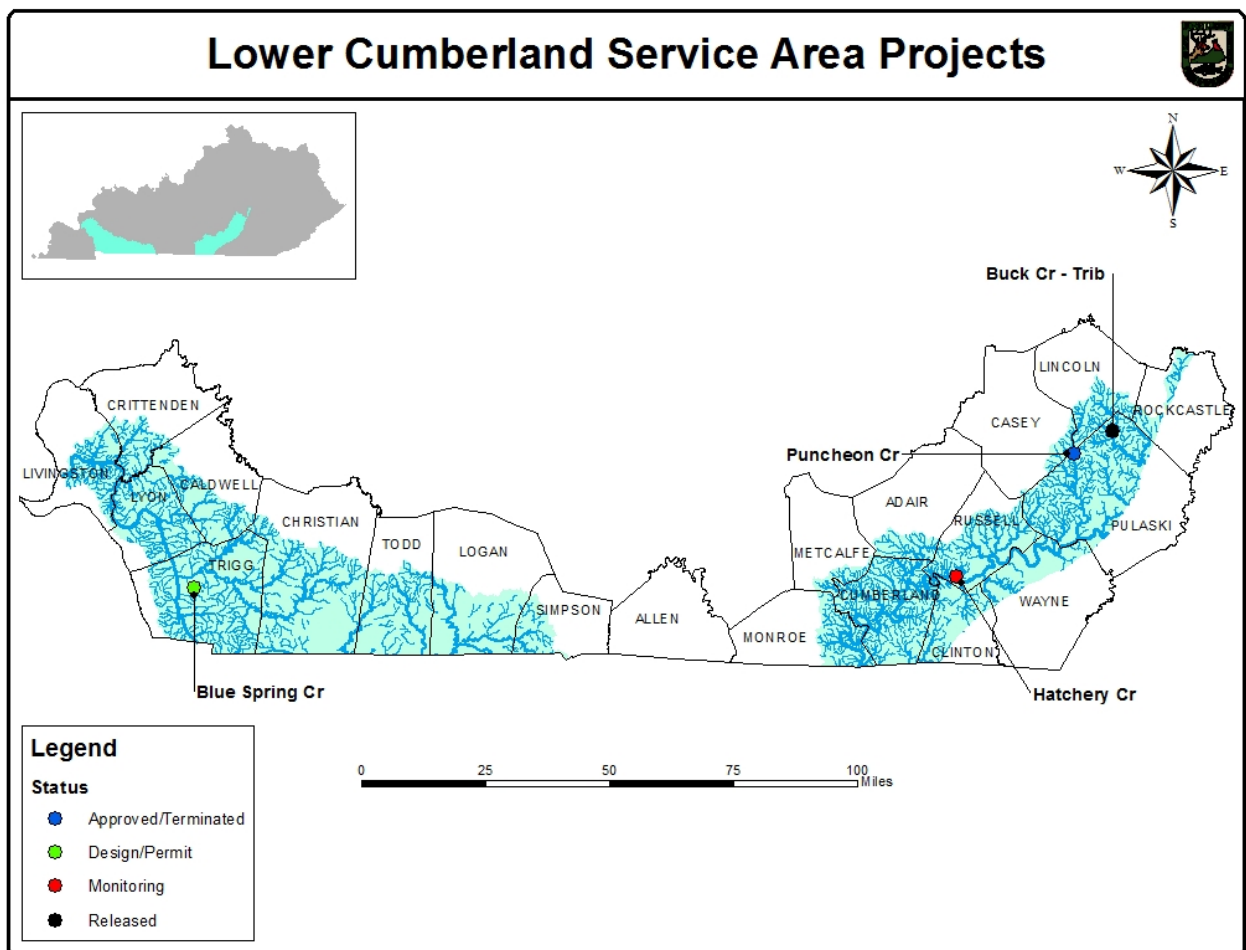 Lower Cumberland Service Area Projects
N
W
E
S
Buck Cr - Trib
LINCOLN
CRITTENDEN
ROCKCASTLE
CASEY
Puncheon Cr
LIVINGSTON
CALDWELL
LYON
ADAIR
CHRISTIAN
RUSSELL
PULASKI
TODD
LOGAN
METCALFE
TRIGG
CUMBERLAND
WAYNE
SIMPSON
ALLEN
MONROE
CLINTON
Blue Spring Cr
Hatchery Cr
Legend
Status
Approved/Terminated
Design/Permit
Monitoring
Released
0 25 50 75 100
Miles